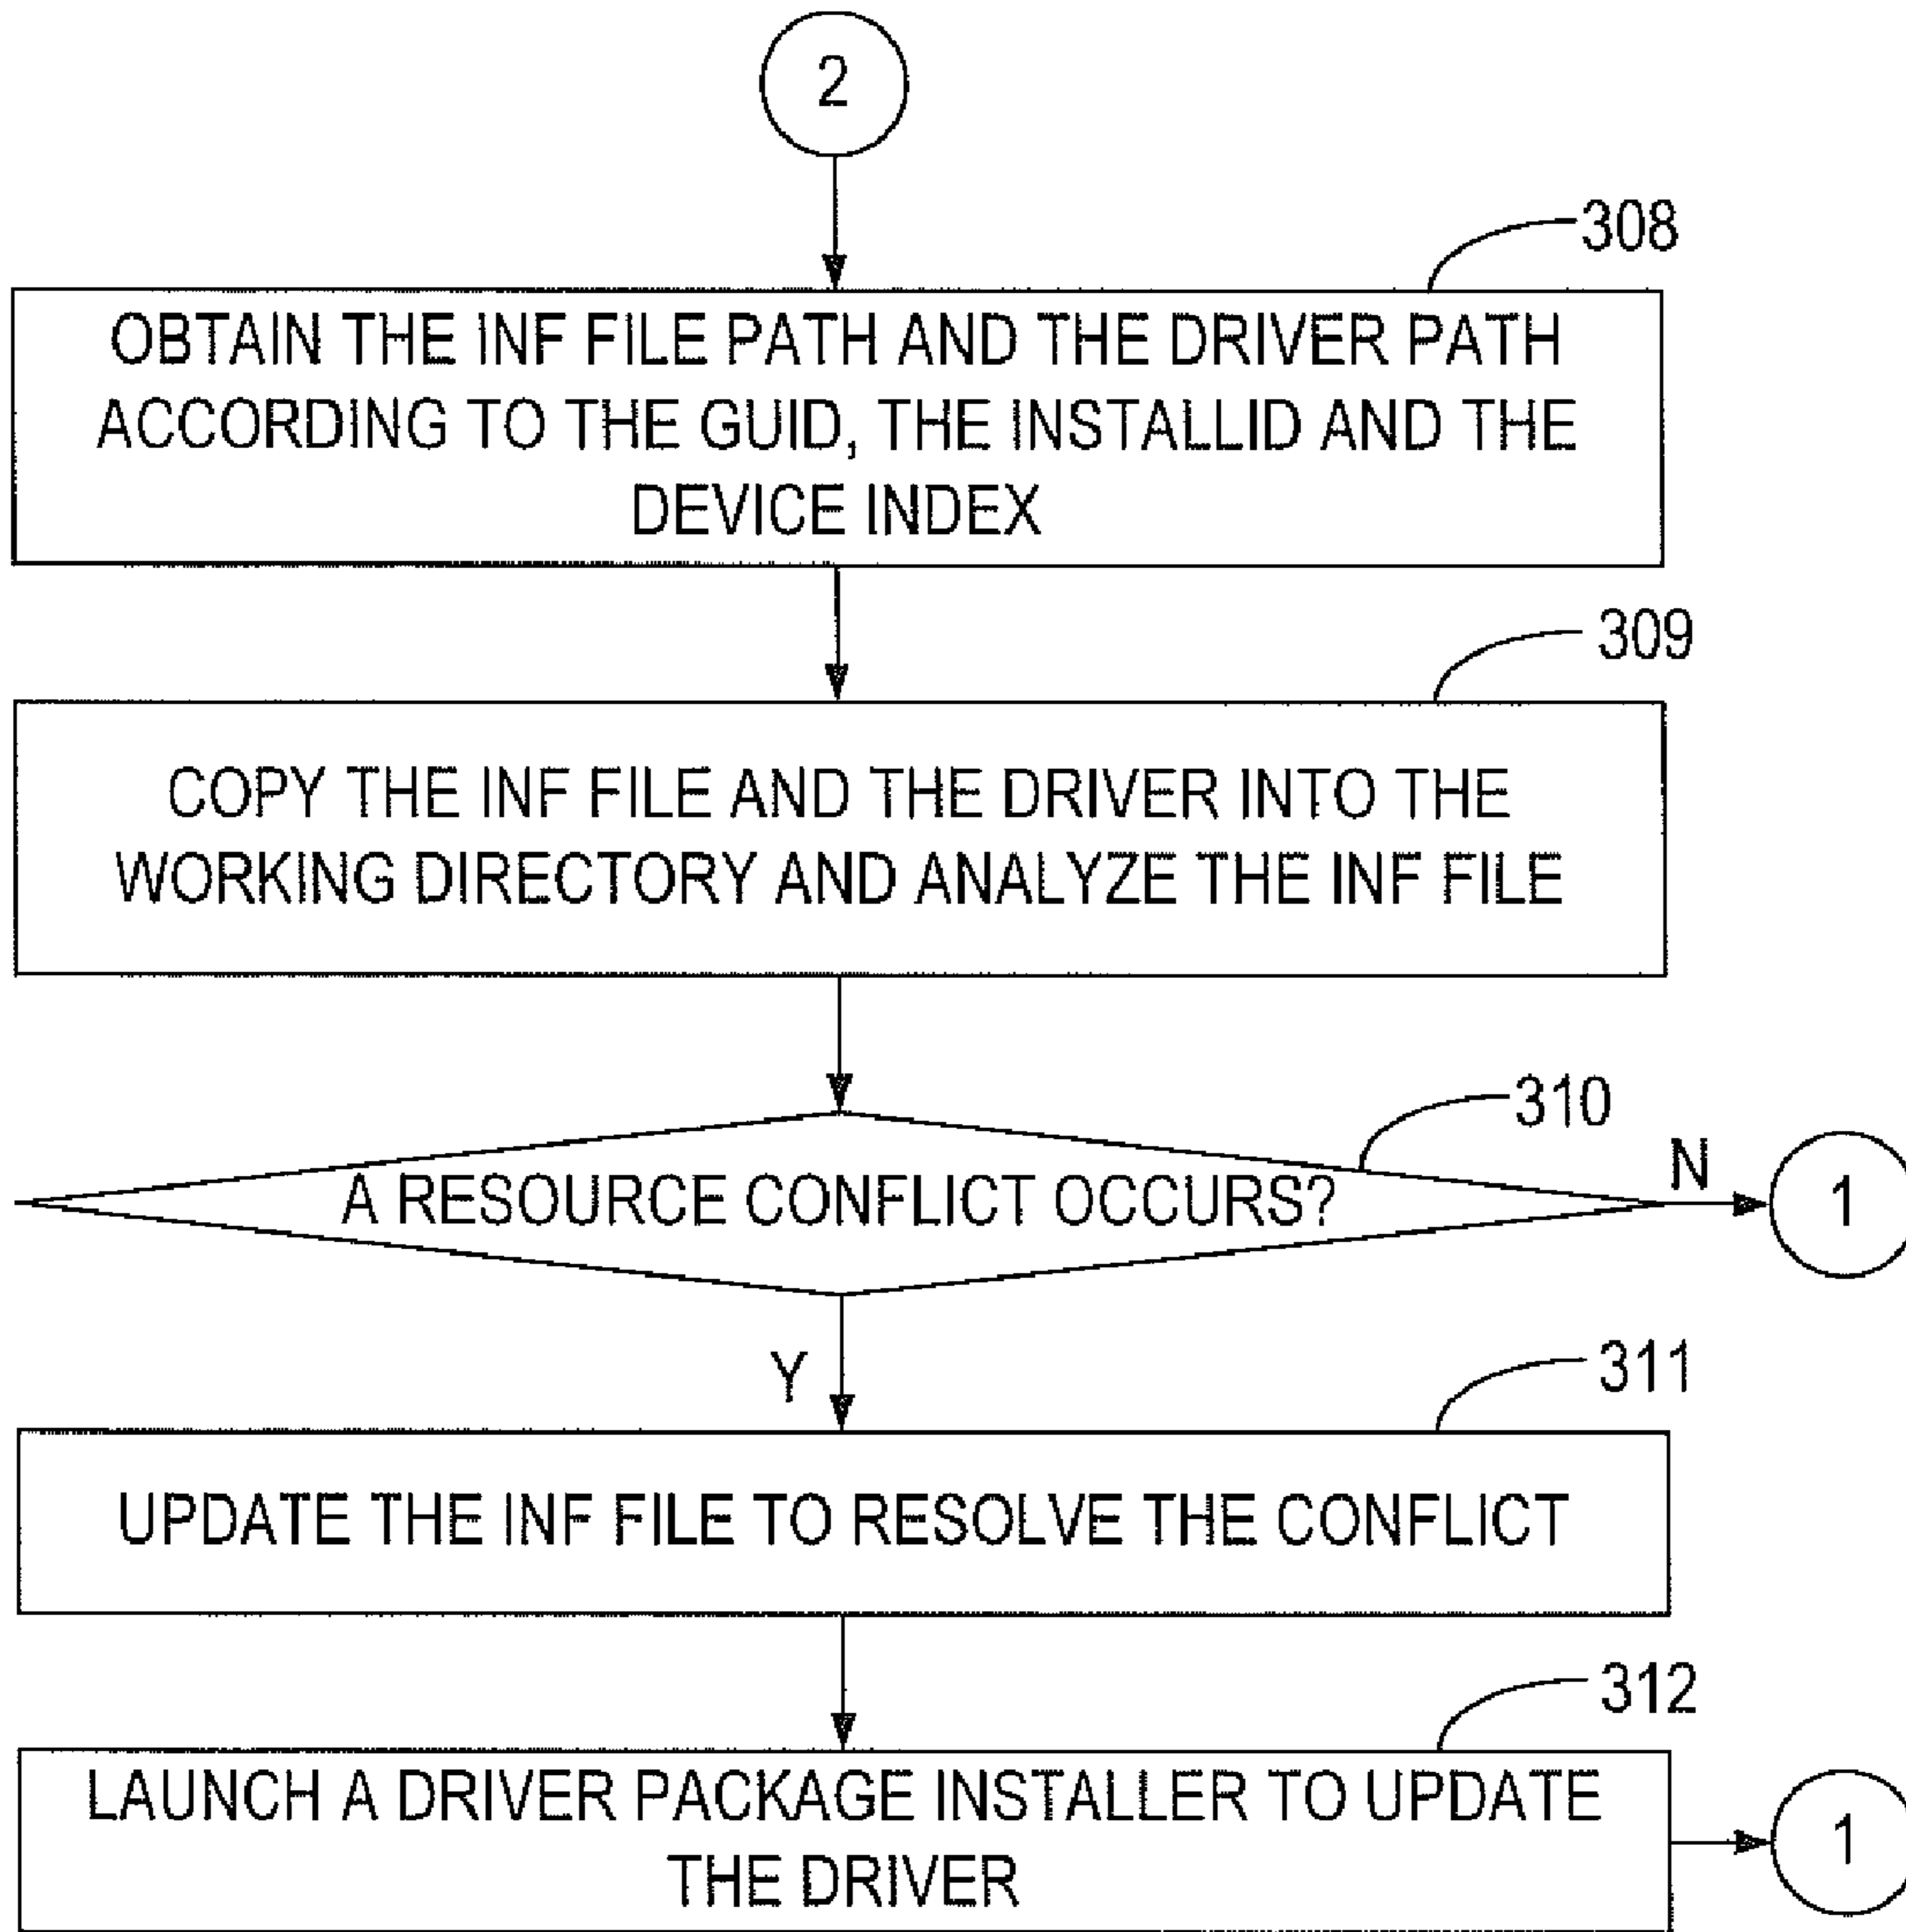 2
308
OBTAIN THE INF FILE PATH AND THE DRIVER PATH
ACCORDING TO THE GUID, THE INSTALLID AND THE
DEVICE INDEX
309
COPY THE INF FILE AND THE DRIVER INTO THE
WORKING DIRECTORY AND ANALYZE THE INF FILE
310
A RESOURCE CONFLICT OCCURS?
N
1
Y
311
UPDATE THE INF FILE TO RESOLVE THE CONFLICT
312
LAUNCH A DRIVER PACKAGE INSTALLER TO UPDATE
THE DRIVER
1